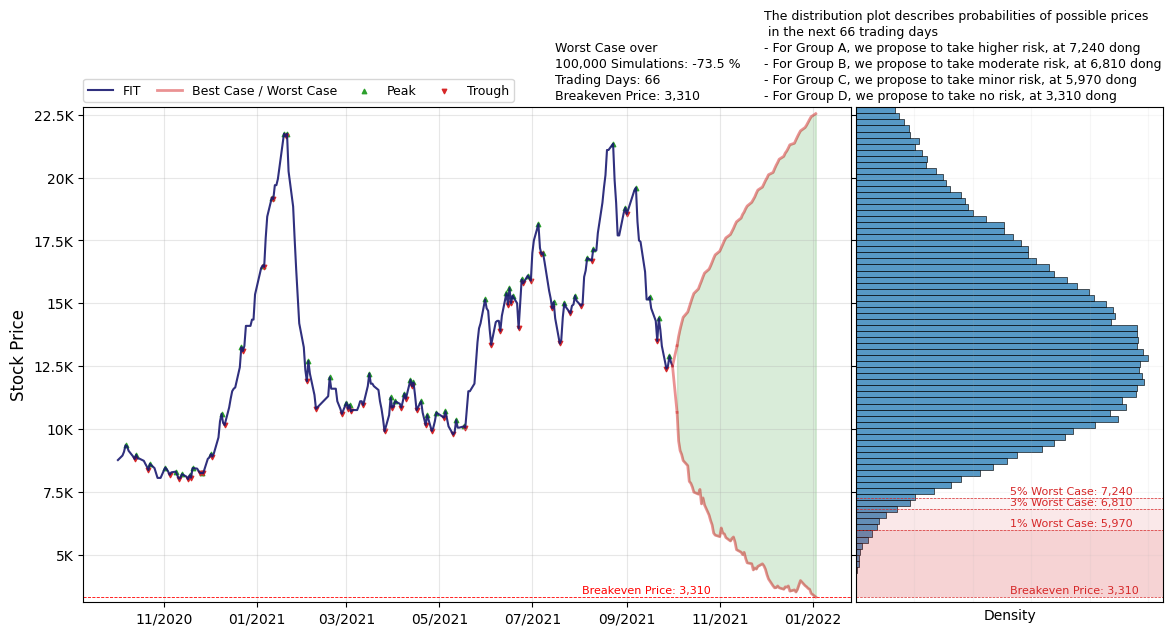 The distribution plot describes probabilities of possible prices
in the next 66 trading days
- For Group A, we propose to take higher risk, at 7,240 dong
- For Group B, we propose to take moderate risk, at 6,810 dong
- For Group C, we propose to take minor risk, at 5,970 dong
- For Group D, we propose to take no risk, at 3,310 dong
Worst Case over
100,000 Simulations: -73.5 %
Trading Days: 66
Breakeven Price: 3,310
FIT
Best Case / Worst Case
Peak
Trough
Stock Price
22.5K
20K
17.5K
15K
12.5K
10K
7.5K
5K
Breakeven Price: 3,310
11/2020
01/2021
03/2021
05/2021
07/2021
09/2021
11/2021
01/2022
5% Worst Case: 7,240
3% Worst Case: 6,810
1% Worst Case: 5,970
Breakeven Price: 3,310
Density